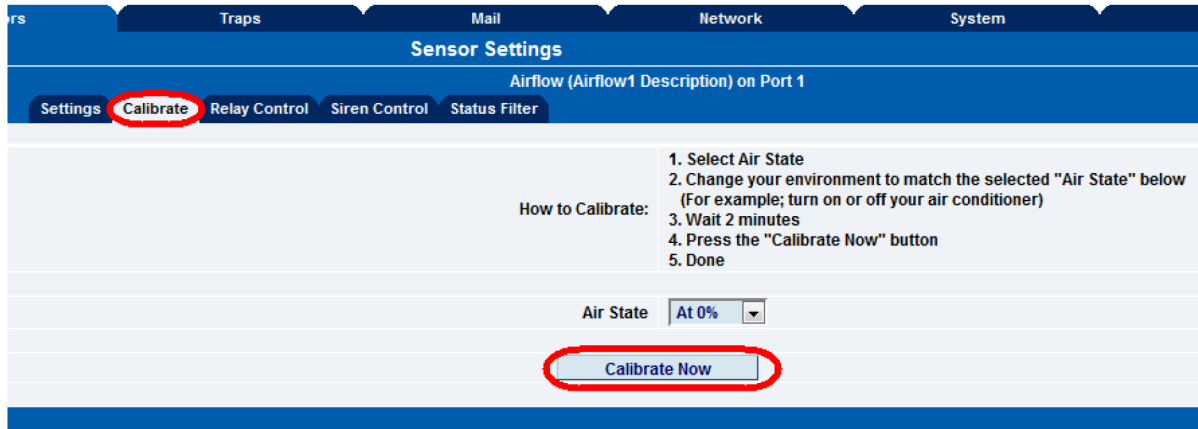 rs Traps Mail Network System
Sensor Settings
Airflow (Airflow1 Description) on Port 1
Settings Calibrate Relay Control Siren Control Status Filter
How to Calibrate:
1. Select Air State
2. Change your environment to match the selected "Air State" below
(For example; turn on or off your air conditioner)
3. Wait 2 minutes
4. Press the "Calibrate Now" button
5. Done
Air State At 0%
Calibrate Now